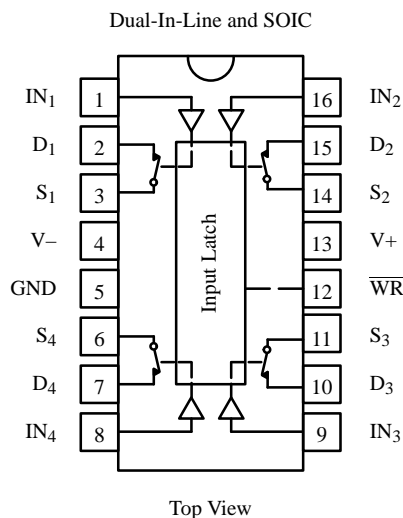 Dual-In-Line and SOIC
IN₁ 1 16 IN₂
D₁ 2 15 D₂
S₁ 3 14 S₂
V– 4 13 V+
GND 5 12 W̅R̅
S₄ 6 11 S₃
D₄ 7 10 D₃
IN₄ 8 9 IN₃
Input Latch
Top View